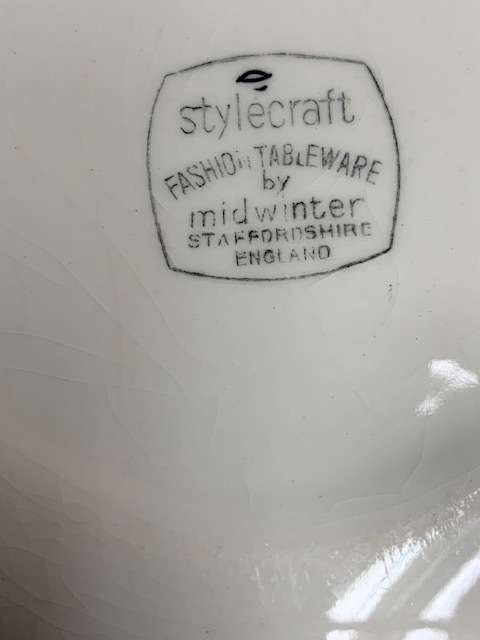 stylecraft
FASHION TABLEWARE
by
midwinter
STAFFORDSHIRE
ENGLAND